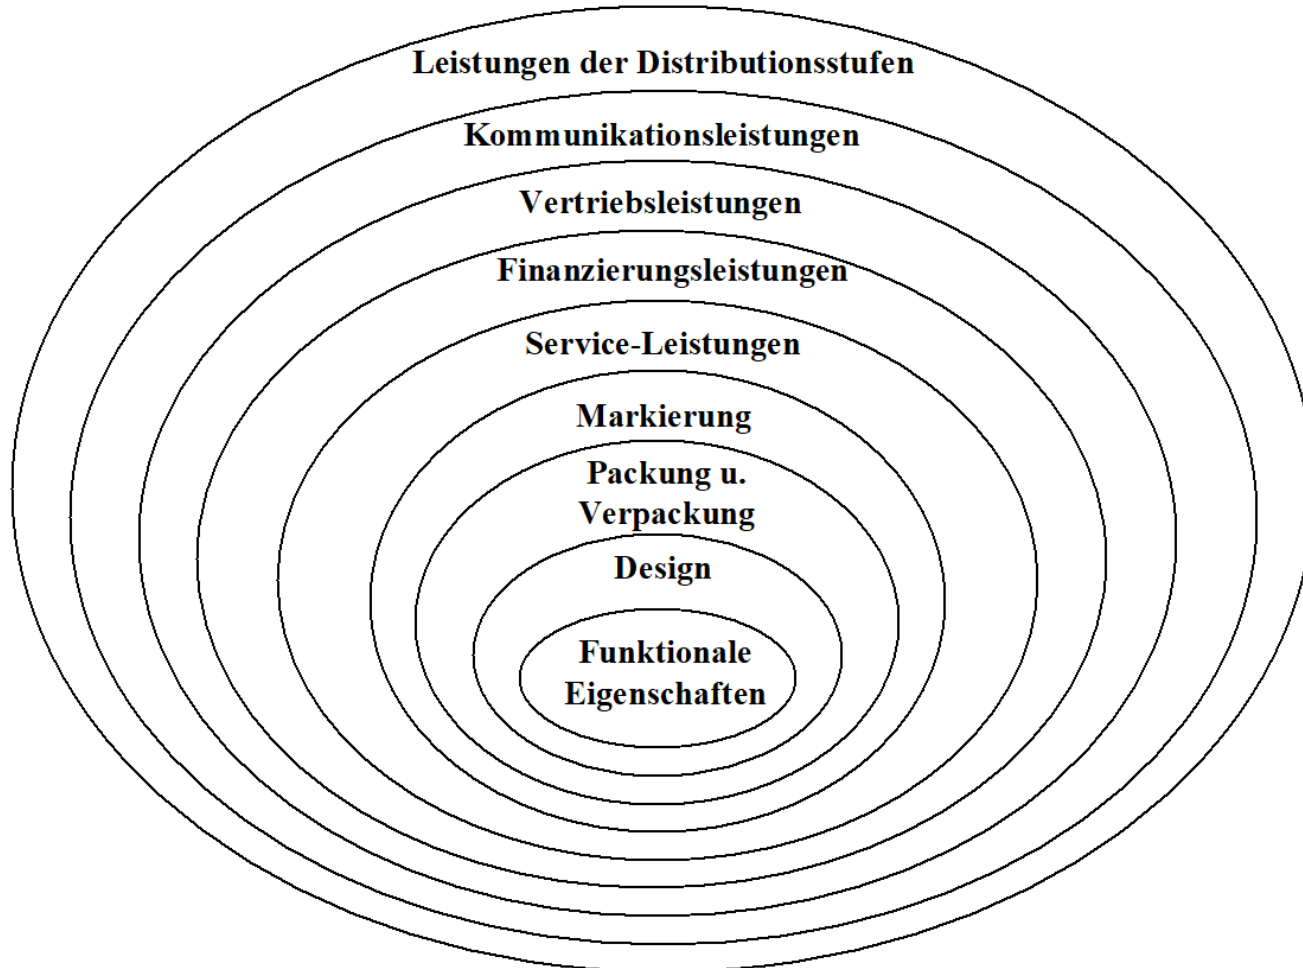 Leistungen der Distributionsstufen
Kommunikationsleistungen
Vertriebsleistungen
Finanzierungsleistungen
Service-Leistungen
Markierung
Packung u.
Verpackung
Design
Funktionale
Eigenschaften